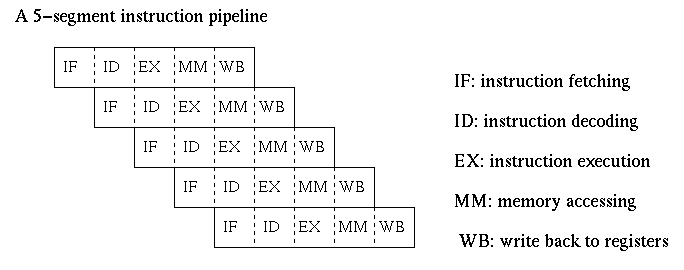 A 5-segment instruction pipeline
IF ID EX MM WB
IF ID EX MM WB
IF ID EX MM WB
IF ID EX MM WB
IF ID EX MM WB
IF: instruction fetching
ID: instruction decoding
EX: instruction execution
MM: memory accessing
WB: write back to registers